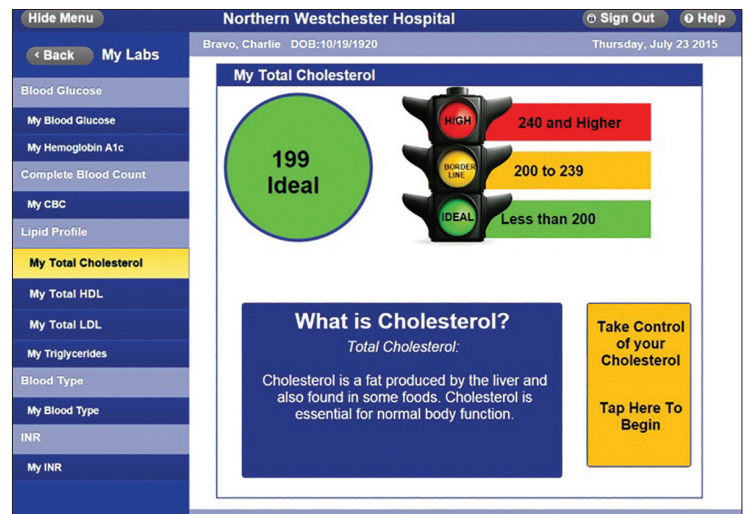 Hide Menu
Northern Westchester Hospital
Sign Out
Help
‹ Back
My Labs
Bravo, Charlie DOB:10/19/1920
Thursday, July 23 2015
Blood Glucose
My Blood Glucose
My Hemoglobin A1c
Complete Blood Count
My CBC
Lipid Profile
My Total Cholesterol
My Total HDL
My Total LDL
My Triglycerides
Blood Type
My Blood Type
INR
My INR
My Total Cholesterol
199
Ideal
HIGH
240 and Higher
BORDER
LINE
200 to 239
IDEAL
Less than 200
What is Cholesterol?
Total Cholesterol:
Cholesterol is a fat produced by the liver and
also found in some foods. Cholesterol is
essential for normal body function.
Take Control
of your
Cholesterol
Tap Here To
Begin